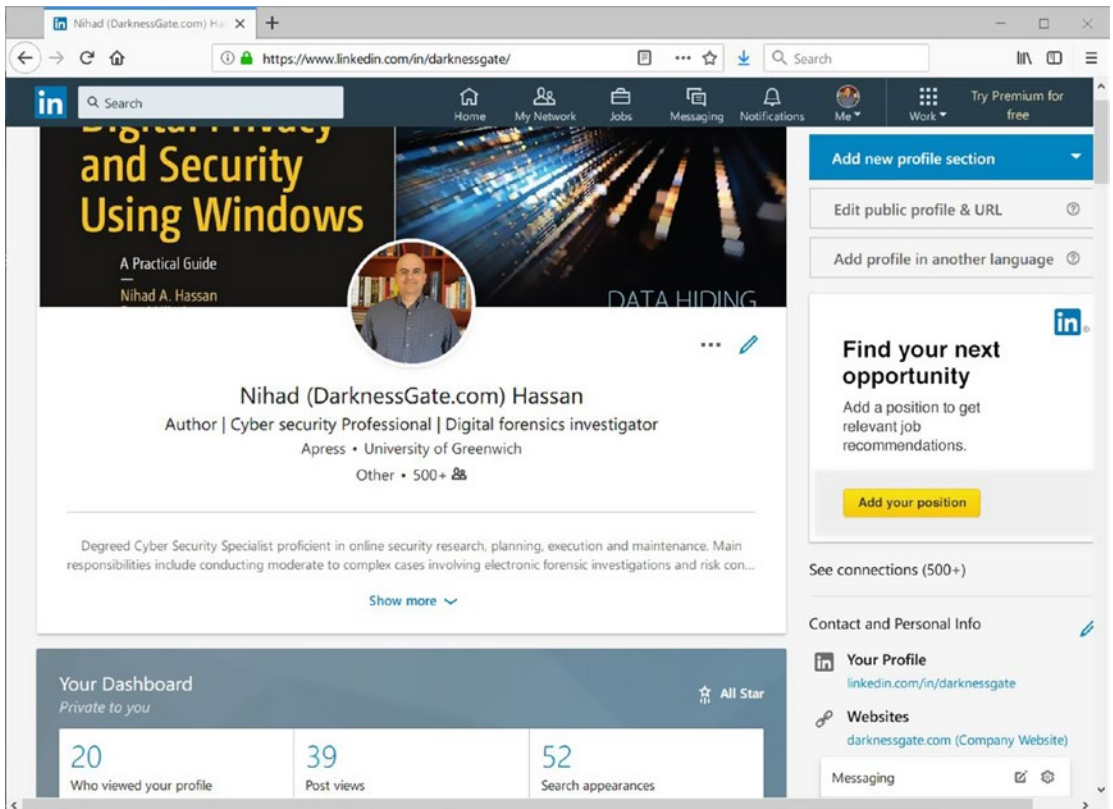 Nihad (DarknessGate.com) Ha
https://www.linkedin.com/in/darknessgate/
Search
in
Search
Home
My Network
Jobs
Messaging
Notifications
Me
Work
Try Premium for
free
Digital Privacy
and Security
Using Windows
A Practical Guide
Nihad A. Hassan
DATA HIDING
Nihad (DarknessGate.com) Hassan
Author | Cyber security Professional | Digital forensics investigator
Apress • University of Greenwich
Other • 500+
Degreed Cyber Security Specialist proficient in online security research, planning, execution and maintenance. Main
responsibilities include conducting moderate to complex cases involving electronic forensic investigations and risk con...
Show more
Your Dashboard
Private to you
All Star
20
Who viewed your profile
39
Post views
52
Search appearances
Add new profile section
Edit public profile & URL
Add profile in another language
in
Find your next
opportunity
Add a position to get
relevant job
recommendations.
Add your position
See connections (500+)
Contact and Personal Info
in
Your Profile
linkedin.com/in/darknessgate
Websites
darknessgate.com (Company Website)
Messaging